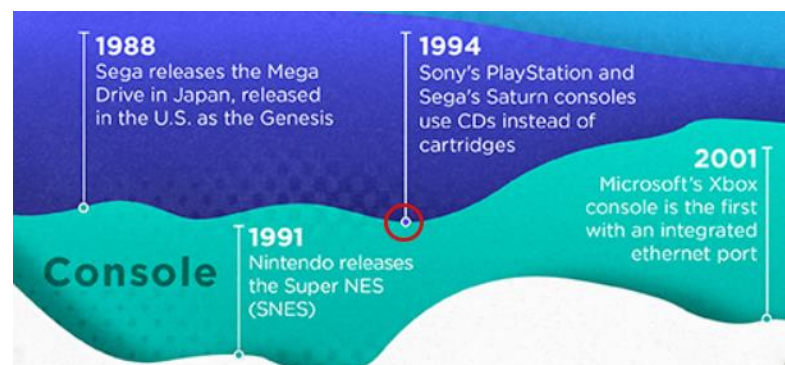 1988
Sega releases the Mega
Drive in Japan, released
in the U.S. as the Genesis
1994
Sony's PlayStation and
Sega's Saturn consoles
use CDs instead of
cartridges
2001
Microsoft's Xbox
console is the first
with an integrated
ethernet port
Console
1991
Nintendo releases
the Super NES
(SNES)